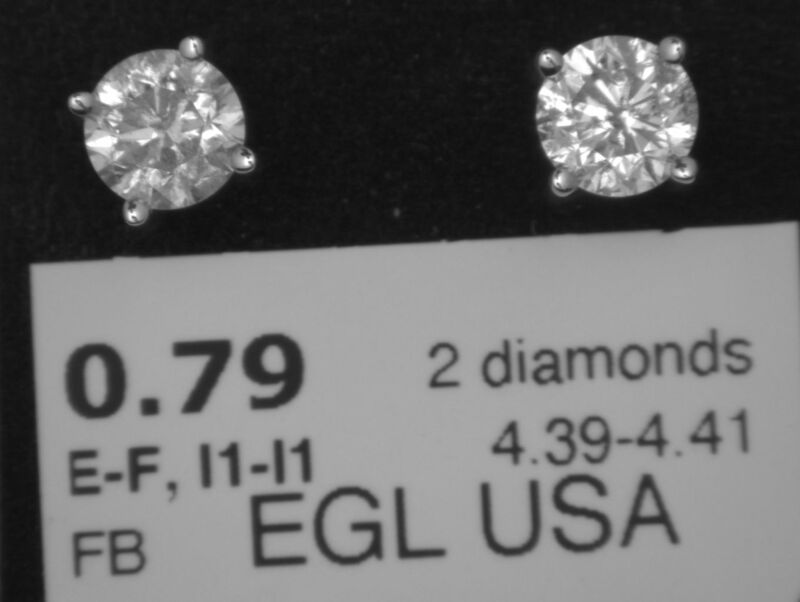 0.79 2 diamonds
E-F, I1-I1 4.39-4.41
FB EGL USA